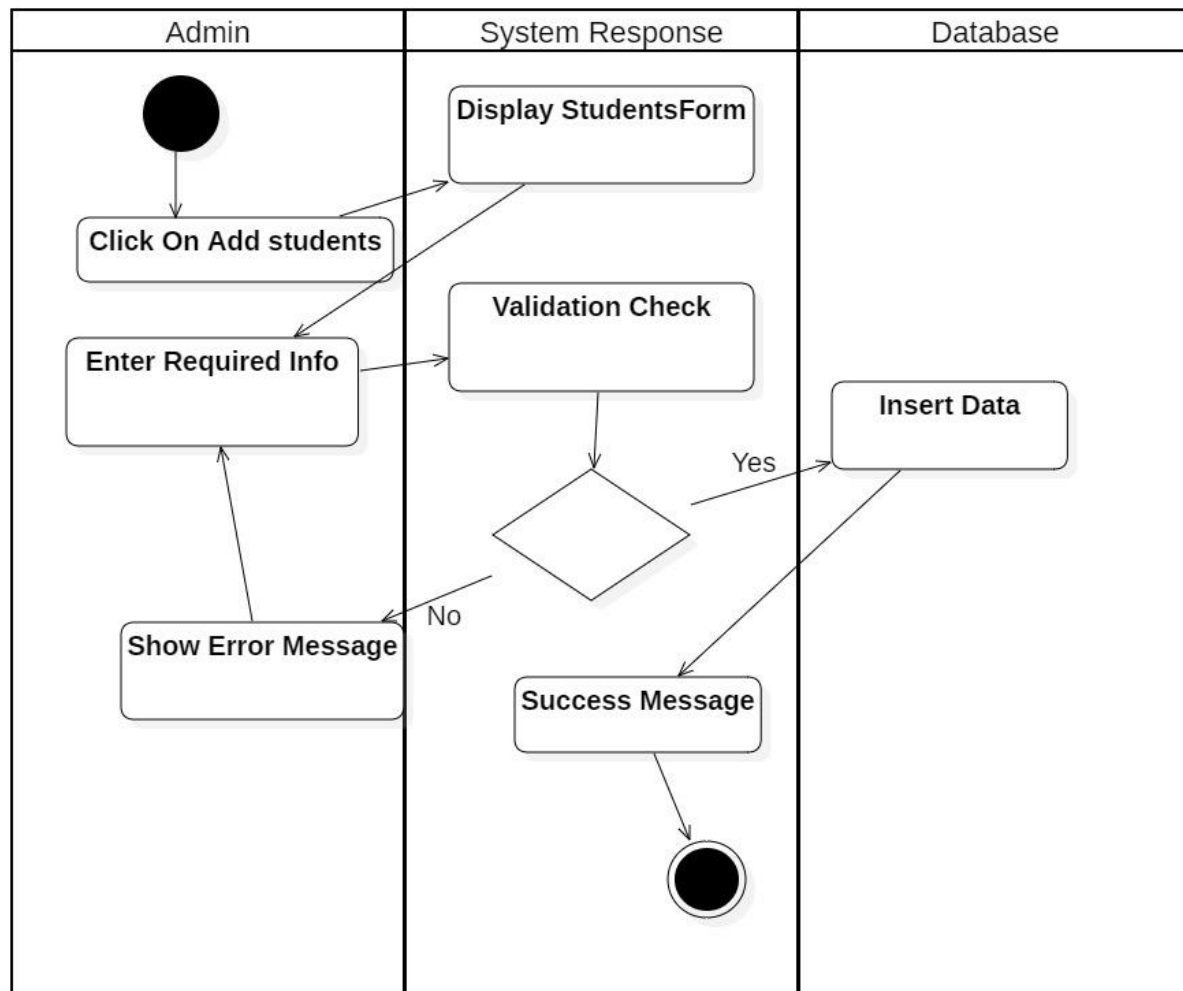 Admin
System Response
Database
Display StudentsForm
Click On Add students
Validation Check
Enter Required Info
Insert Data
Yes
No
Show Error Message
Success Message